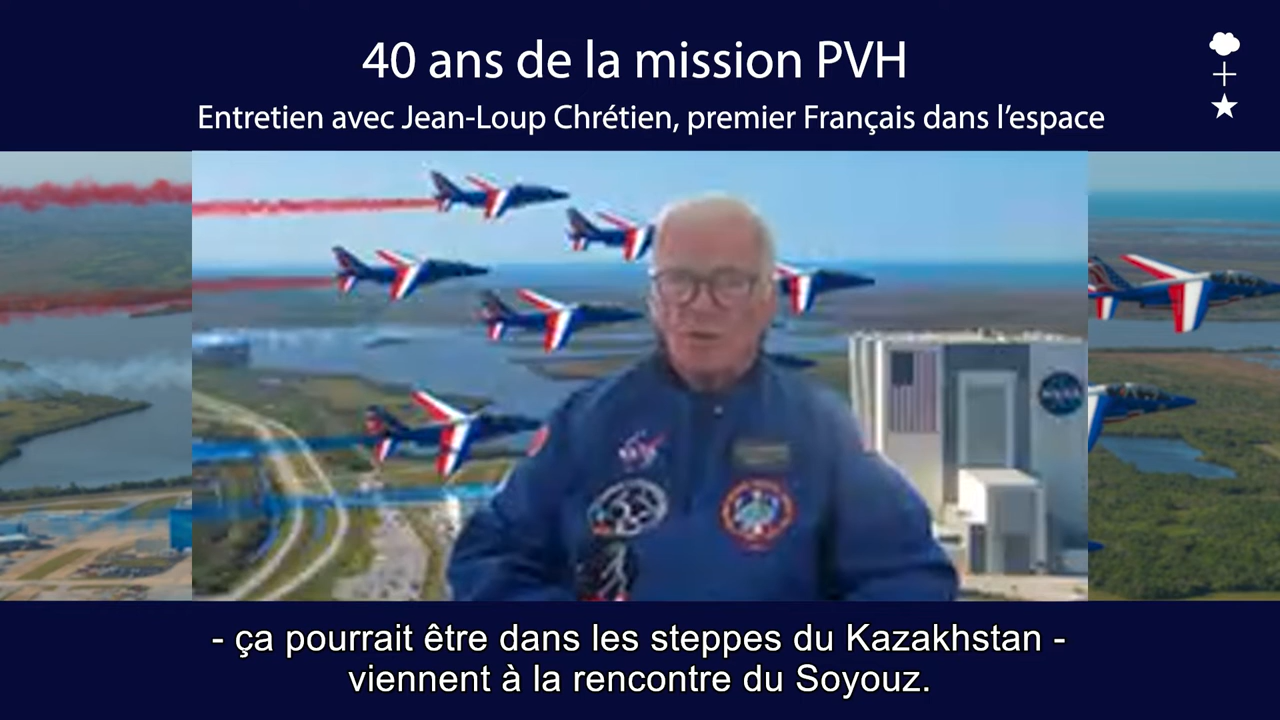 40 ans de la mission PVH
Entretien avec Jean-Loup Chrétien, premier Français dans l'espace
NASA
- ça pourrait être dans les steppes du Kazakhstan -
viennent à la rencontre du Soyouz.